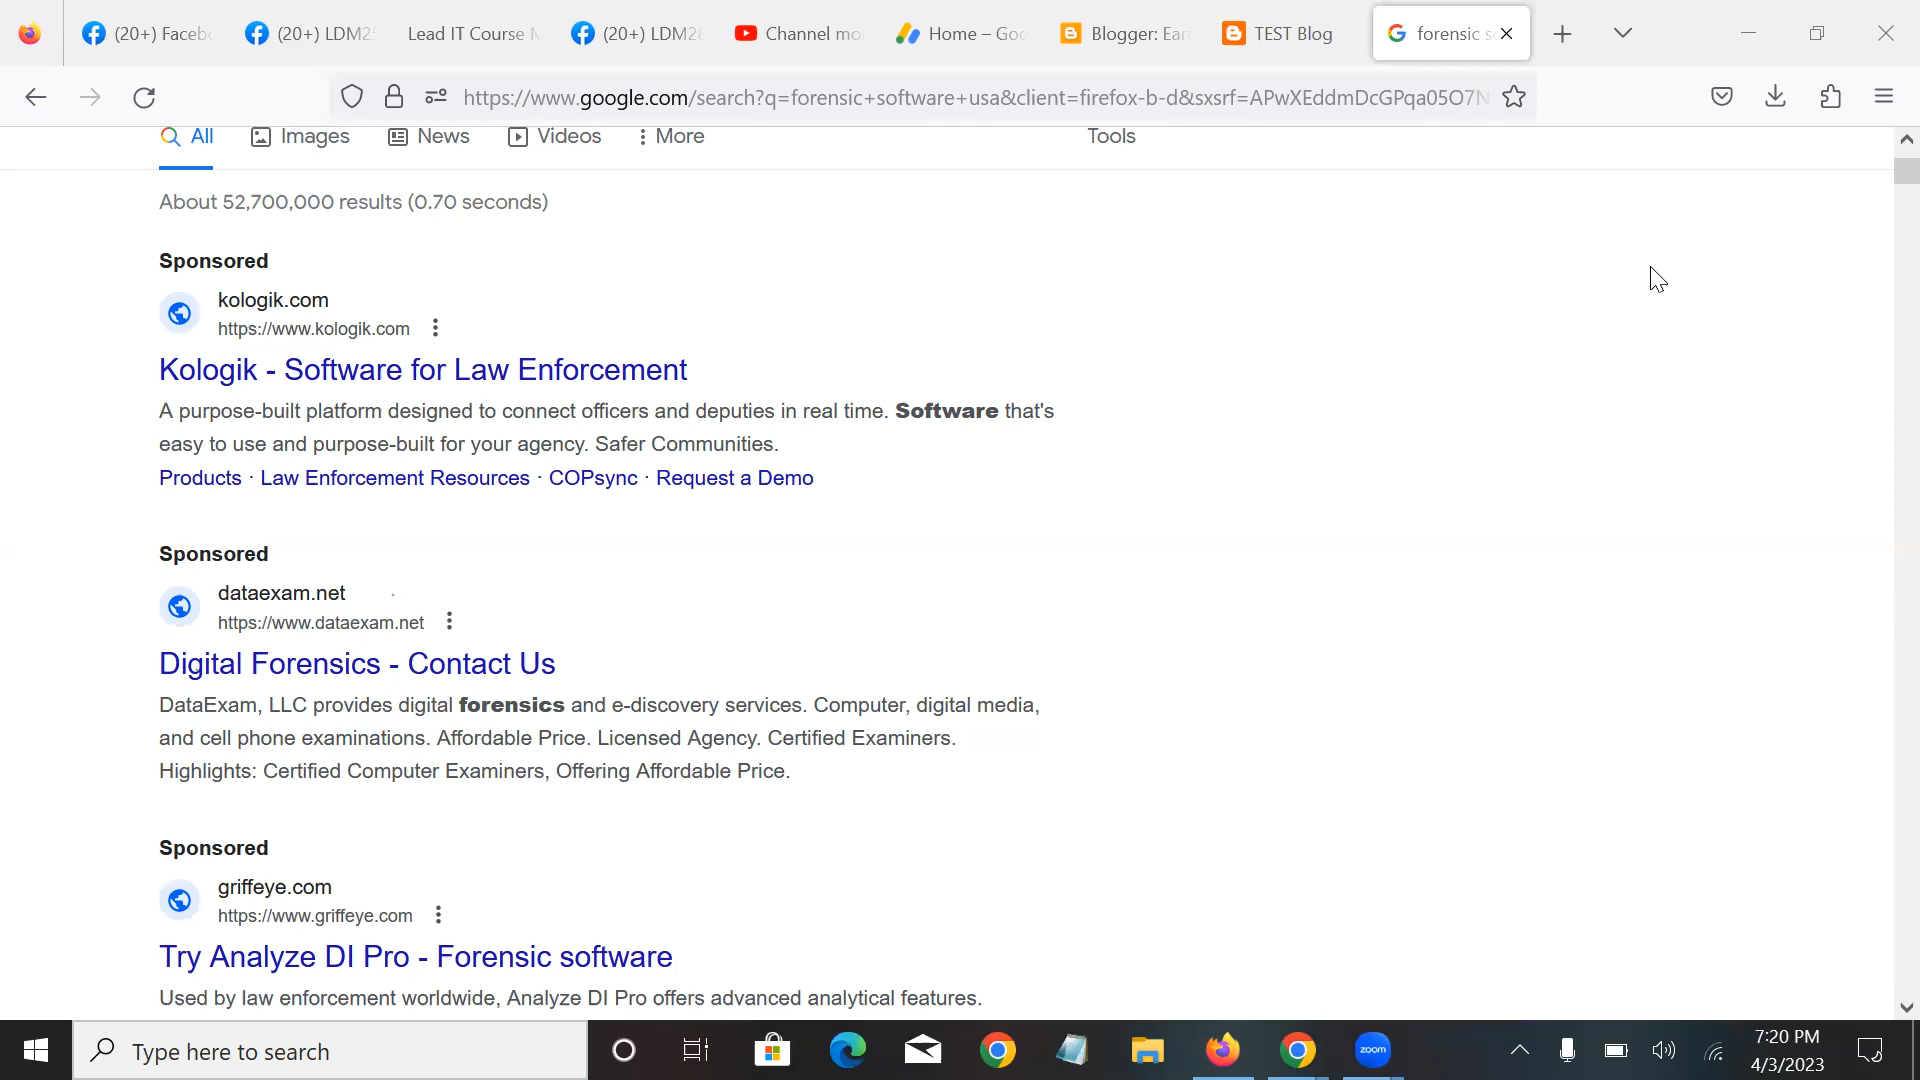 (20+) Faceb
(20+) LDM2
Lead IT Course
(20+) LDM28
Channel mo
Home – Goo
Blogger: Ear
TEST Blog
forensic s
https://www.google.com/search?q=forensic+software+usa&client=firefox-b-d&sxsrf=APwXEddmDcGPqa05O7N
All
Images
News
Videos
More
Tools
About 52,700,000 results (0.70 seconds)
Sponsored
kologik.com
https://www.kologik.com
Kologik - Software for Law Enforcement
A purpose-built platform designed to connect officers and deputies in real time. Software that's
easy to use and purpose-built for your agency. Safer Communities.
Products · Law Enforcement Resources · COPsync · Request a Demo
Sponsored
dataexam.net
https://www.dataexam.net
Digital Forensics - Contact Us
DataExam, LLC provides digital forensics and e-discovery services. Computer, digital media,
and cell phone examinations. Affordable Price. Licensed Agency. Certified Examiners.
Highlights: Certified Computer Examiners, Offering Affordable Price.
Sponsored
griffeye.com
https://www.griffeye.com
Try Analyze DI Pro - Forensic software
Used by law enforcement worldwide, Analyze DI Pro offers advanced analytical features.
Type here to search
zoom
7:20 PM
4/3/2023